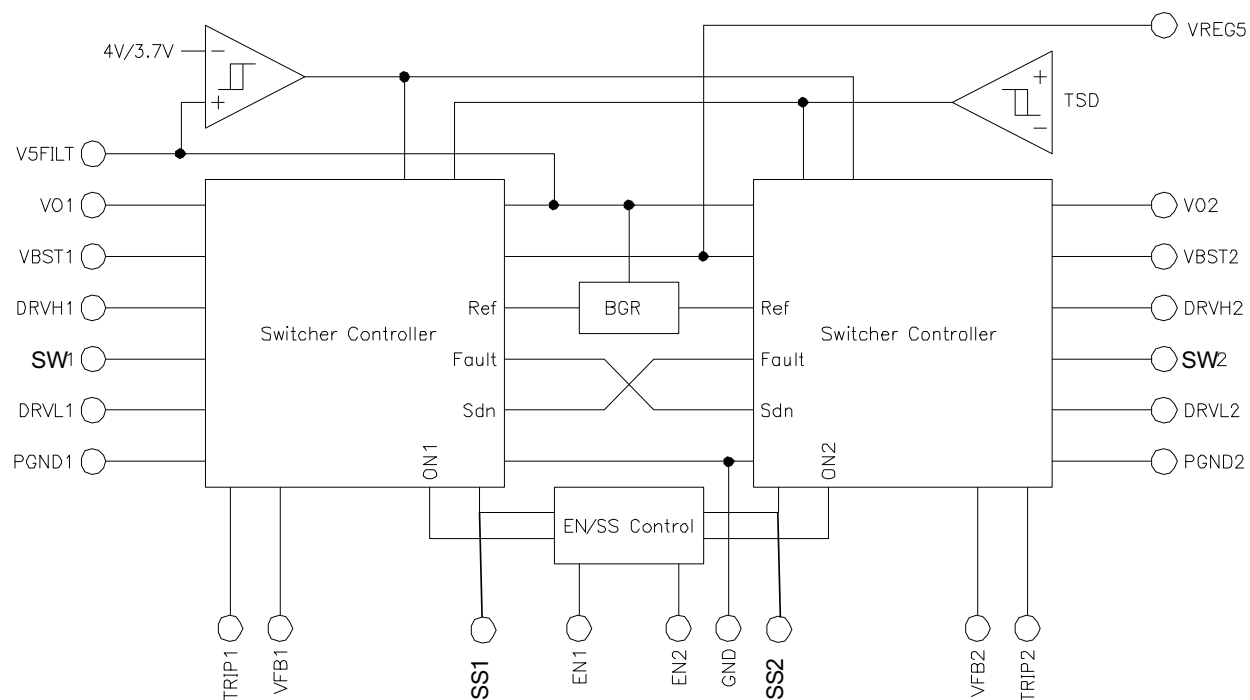 VREG5
4V/3.7V
−
+
+
−
TSD
V5FILT
VO1
VO2
VBST1
VBST2
DRVH1
Ref
BGR
Ref
DRVH2
Switcher Controller
Switcher Controller
SW1
Fault
Fault
SW2
DRVL1
Sdn
Sdn
DRVL2
PGND1
ON1
ON2
PGND2
EN/SS Control
TRIP1
VFB1
SS1
EN1
EN2
GND
SS2
VFB2
TRIP2